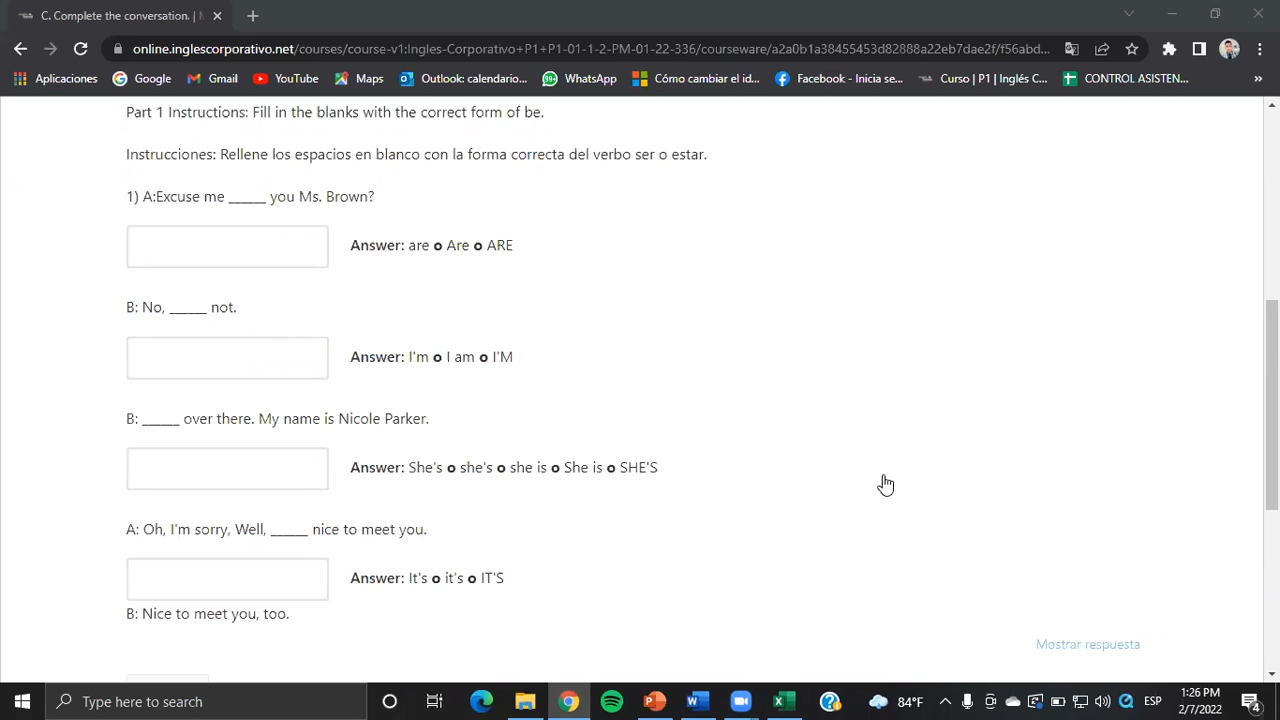 C. Complete the conversation. |
online.inglescorporativo.net/courses/course-v1:Ingles-Corporativo+P1+P1-01-1-2-PM-01-22-336/courseware/a2a0b1a38455453d82888a22eb7dae2f/f56abd...
Aplicaciones Google Gmail YouTube Maps Outlook: calendario... 99+ WhatsApp Cómo cambiar el id... Facebook - Inicia se... Curso | P1 | Inglés C... CONTROL ASISTEN... »
Part 1 Instructions: Fill in the blanks with the correct form of be.
Instrucciones: Rellene los espacios en blanco con la forma correcta del verbo ser o estar.
1) A:Excuse me ______ you Ms. Brown?
Answer: are o Are o ARE
B: No, ______ not.
Answer: I'm o I am o I'M
B: ______ over there. My name is Nicole Parker.
Answer: She's o she's o she is o She is o SHE'S
A: Oh, I'm sorry, Well, ______ nice to meet you.
Answer: It's o it's o IT'S
B: Nice to meet you, too.
Mostrar respuesta
Type here to search 84°F ESP 1:26 PM
2/7/2022 4